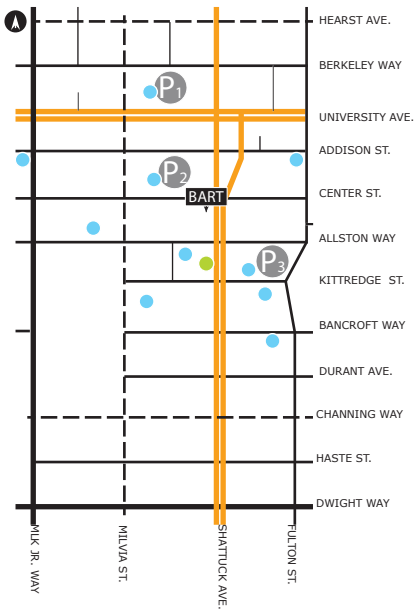 HEARST AVE.
BERKELEY WAY
P1
UNIVERSITY AVE.
ADDISON ST.
P2
CENTER ST.
BART
ALLSTON WAY
P3
KITTREDGE ST.
BANCROFT WAY
DURANT AVE.
CHANNING WAY
HASTE ST.
DWIGHT WAY
MLK JR. WAY
MILVIA ST.
SHATTUCK AVE.
FULTON ST.